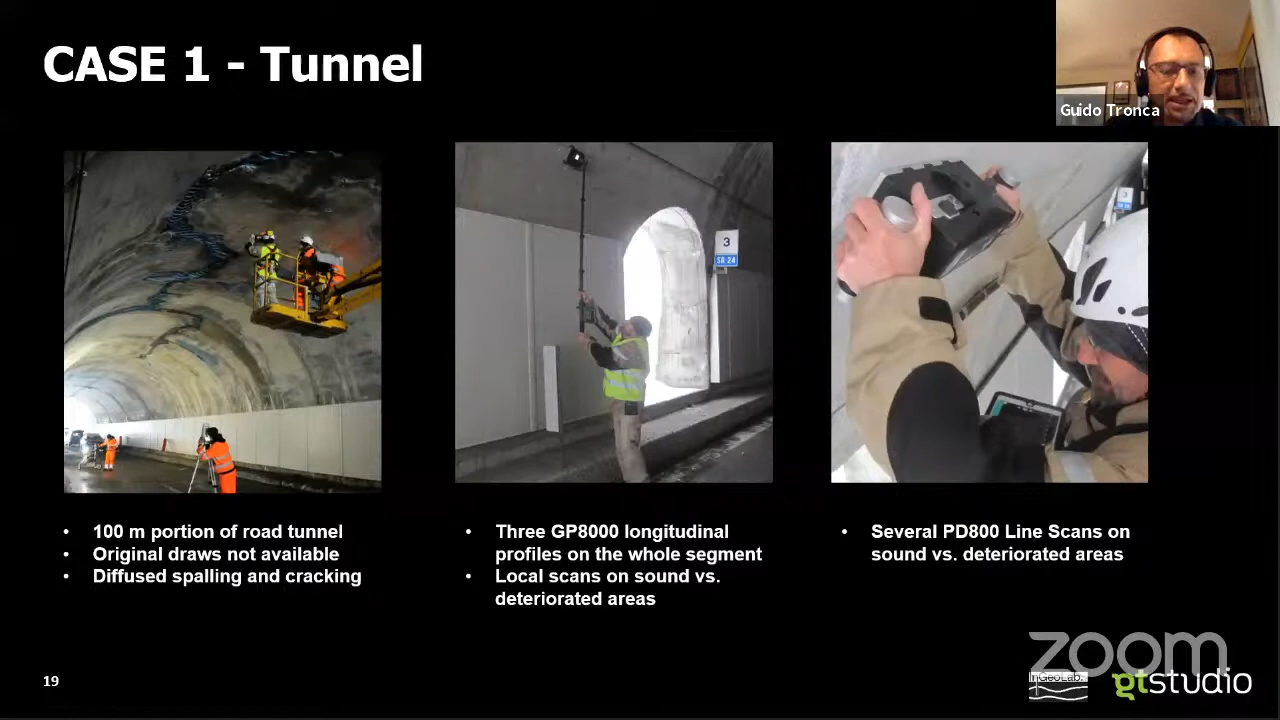 CASE 1 - Tunnel
Guido Tronca
3
SR 24
3
• 100 m portion of road tunnel
• Original draws not available
• Diffused spalling and cracking
• Three GP8000 longitudinal
profiles on the whole segment
• Local scans on sound vs.
deteriorated areas
• Several PD800 Line Scans on
sound vs. deteriorated areas
19
zoom
InGeoLab.
gtstudio